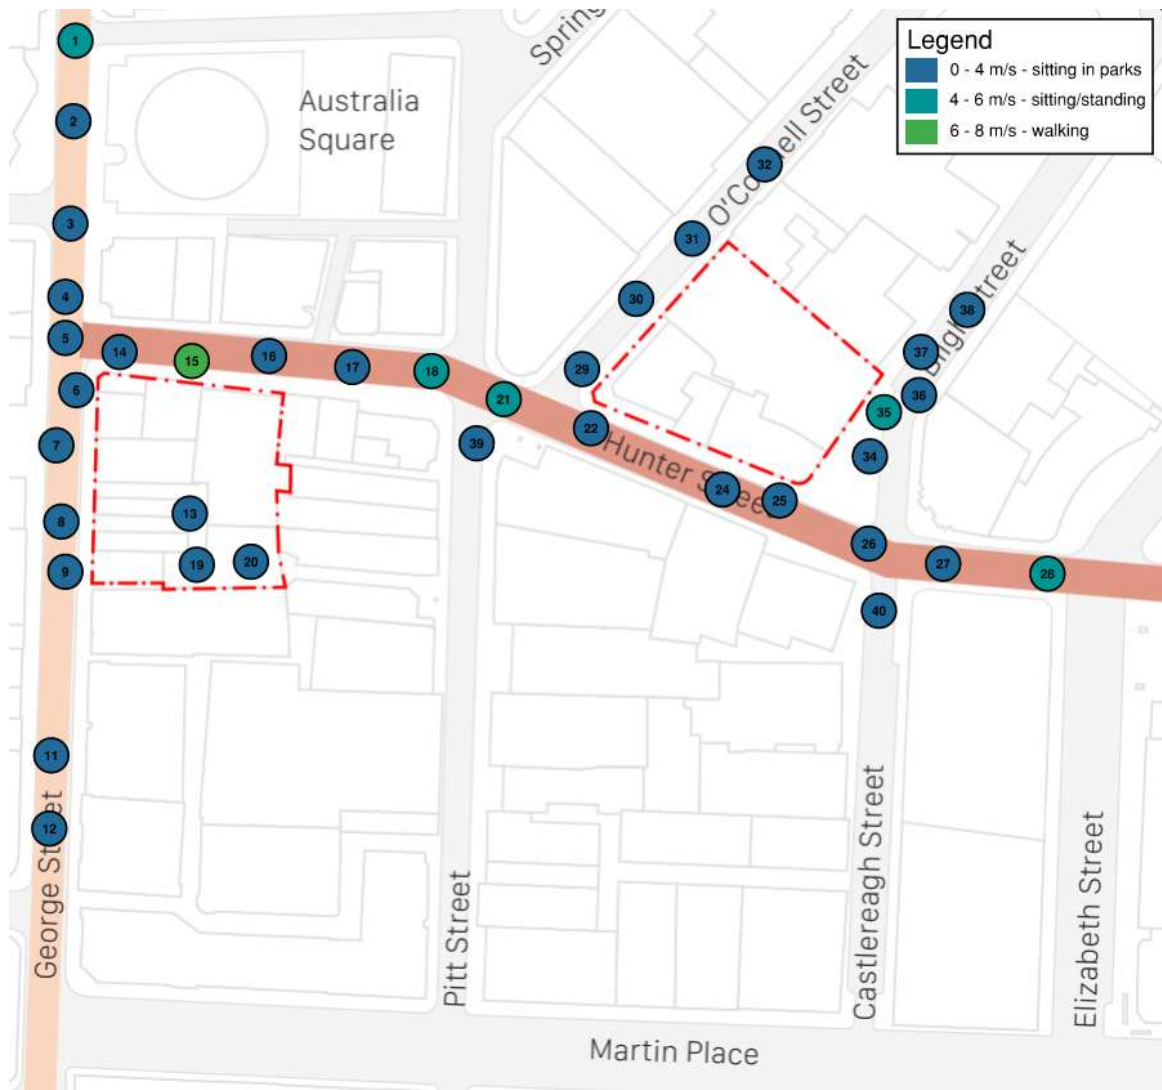 1
Spring
Legend
0 - 4 m/s - sitting in parks
4 - 6 m/s - sitting/standing
6 - 8 m/s - walking
Australia
Square
2
O'Co ell Street
32
3
31
4
30
38
Bligh Street
5
14
15
16
17
18
29
37
6
21
36
35
7
39
22
Hunter Street
34
24
25
8
13
26
9
19
20
27
28
40
11
12
George Street
Pitt Street
Castlereagh Street
Elizabeth Street
Martin Place